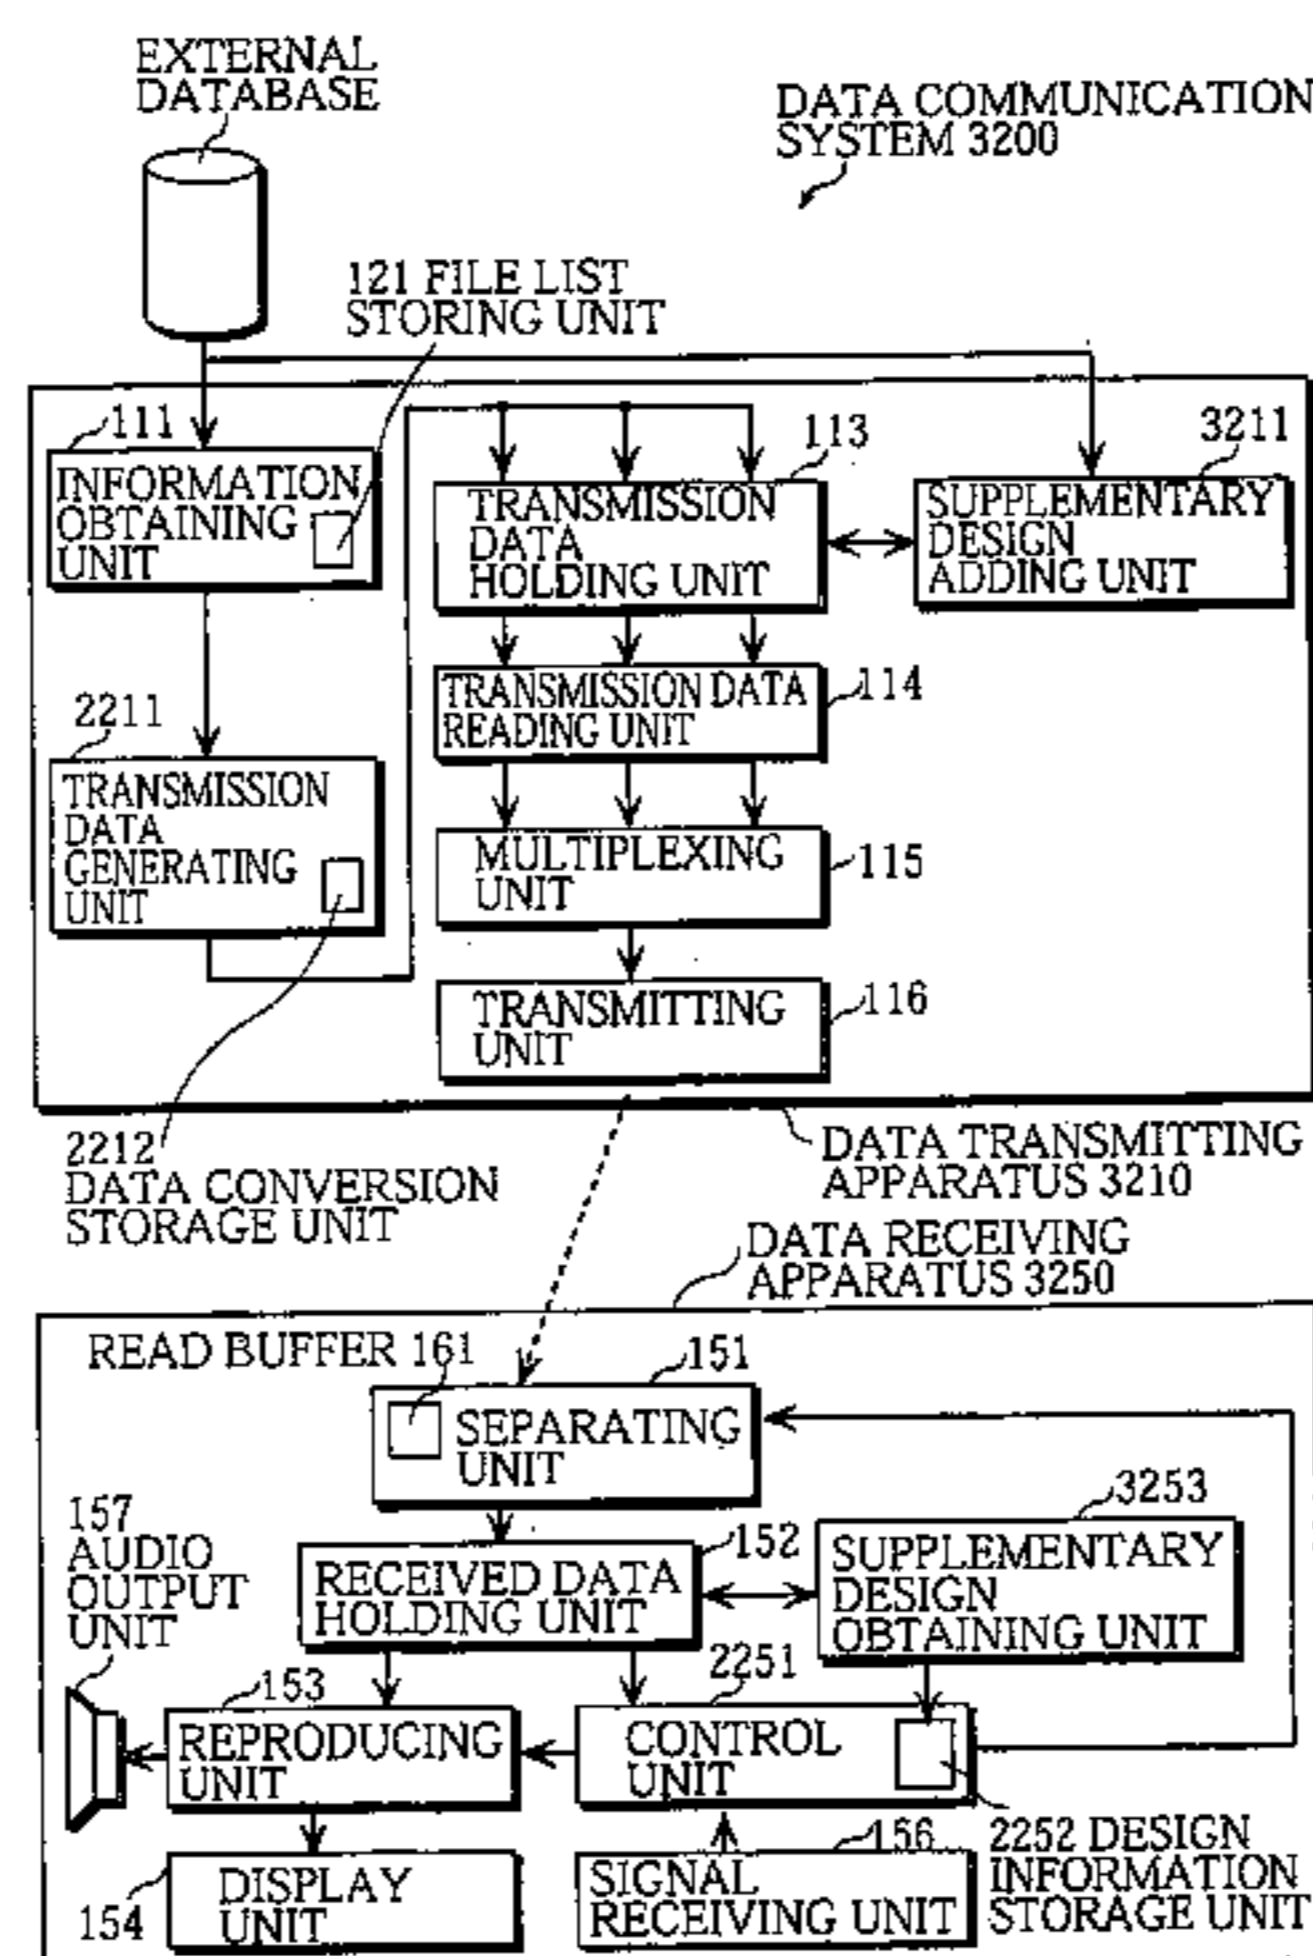 EXTERNAL
DATABASE
DATA COMMUNICATION
SYSTEM 3200
121 FILE LIST
STORING UNIT
111
INFORMATION
OBTAINING
UNIT
113
TRANSMISSION
DATA
HOLDING UNIT
3211
SUPPLEMENTARY
DESIGN
ADDING UNIT
TRANSMISSION DATA
READING UNIT
114
2211
TRANSMISSION
DATA
GENERATING
UNIT
MULTIPLEXING
UNIT
115
TRANSMITTING
UNIT
116
2212
DATA CONVERSION
STORAGE UNIT
DATA TRANSMITTING
APPARATUS 3210
DATA RECEIVING
APPARATUS 3250
READ BUFFER 161
151
SEPARATING
UNIT
157
AUDIO
OUTPUT
UNIT
152
RECEIVED DATA
HOLDING UNIT
3253
SUPPLEMENTARY
DESIGN
OBTAINING UNIT
153
REPRODUCING
UNIT
2251
CONTROL
UNIT
154
DISPLAY
UNIT
156
SIGNAL
RECEIVING UNIT
2252 DESIGN
INFORMATION
STORAGE UNIT